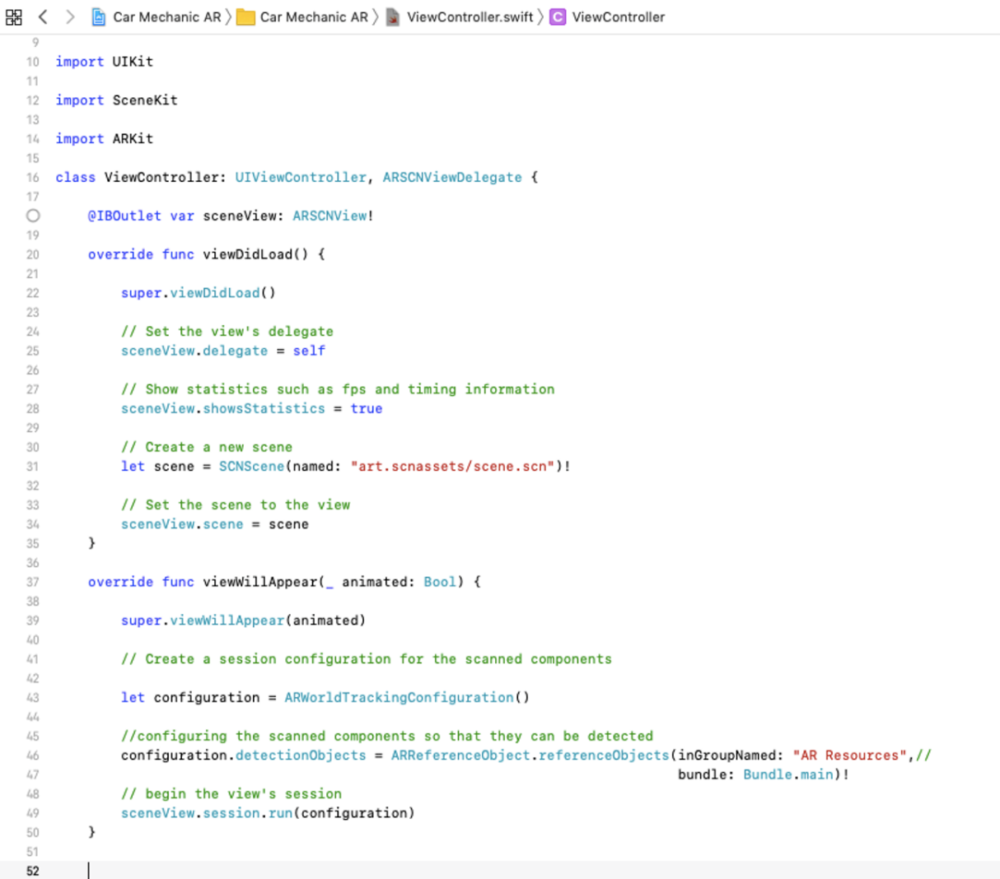 Car Mechanic AR 〉 Car Mechanic AR 〉 ViewController.swift 〉 C ViewController
9
10 import UIKit
11
12 import SceneKit
13
14 import ARKit
15
16 class ViewController: UIViewController, ARSCNViewDelegate {
17
@IBOutlet var sceneView: ARSCNView!
19
20 override func viewDidLoad() {
21
22 super.viewDidLoad()
23
24 // Set the view's delegate
25 sceneView.delegate = self
26
27 // Show statistics such as fps and timing information
28 sceneView.showsStatistics = true
29
30 // Create a new scene
31 let scene = SCNScene(named: "art.scnassets/scene.scn")!
32
33 // Set the scene to the view
34 sceneView.scene = scene
35 }
36
37 override func viewWillAppear(_ animated: Bool) {
38
39 super.viewWillAppear(animated)
40
41 // Create a session configuration for the scanned components
42
43 let configuration = ARWorldTrackingConfiguration()
44
45 //configuring the scanned components so that they can be detected
46 configuration.detectionObjects = ARReferenceObject.referenceObjects(inGroupNamed: "AR Resources",//
47 bundle: Bundle.main)!
48 // begin the view's session
49 sceneView.session.run(configuration)
50 }
51
52